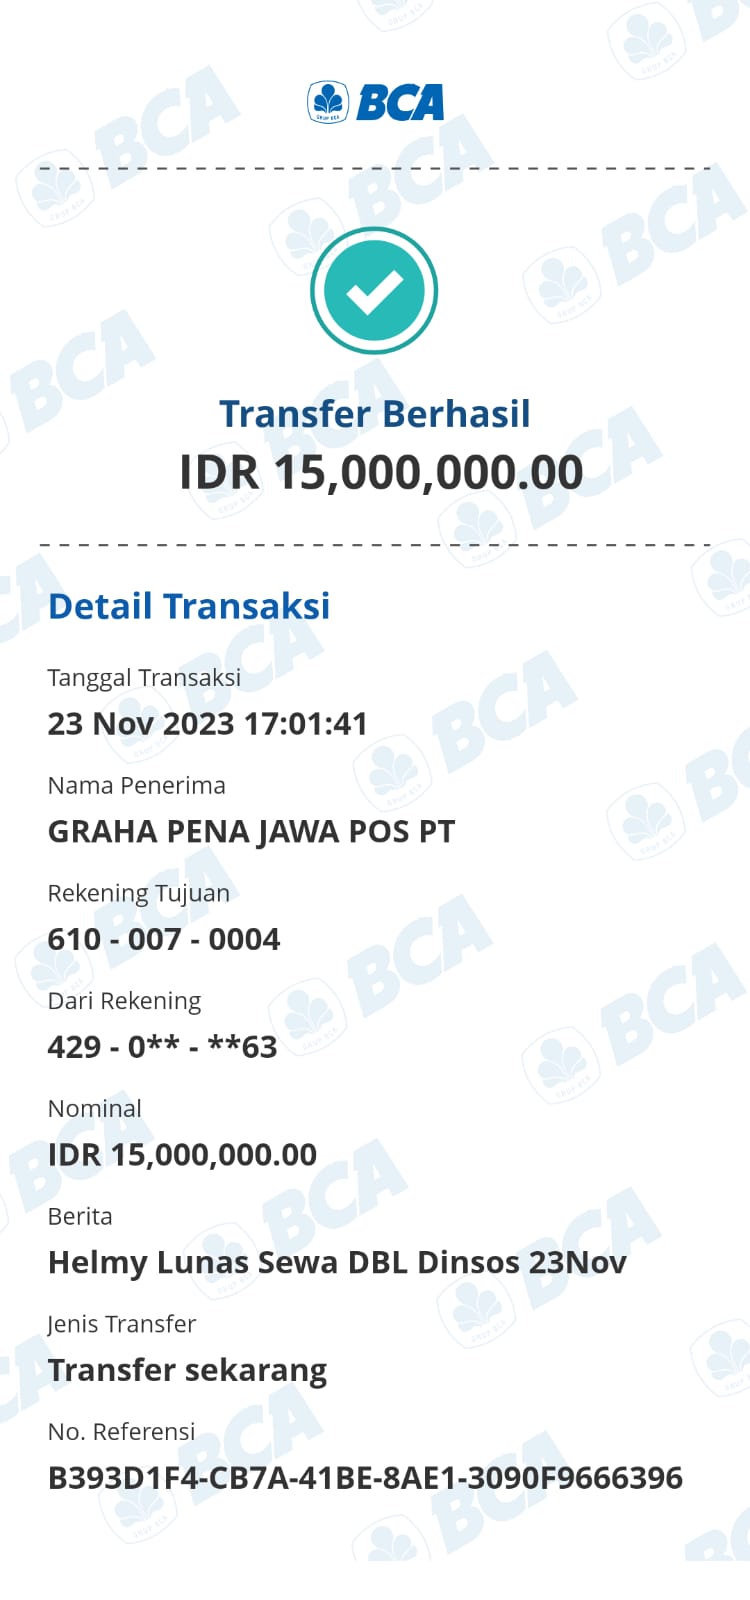 BCA
Transfer Berhasil
IDR 15,000,000.00
Detail Transaksi
Tanggal Transaksi
23 Nov 2023 17:01:41
Nama Penerima
GRAHA PENA JAWA POS PT
Rekening Tujuan
610 - 007 - 0004
Dari Rekening
429 - 0** - **63
Nominal
IDR 15,000,000.00
Berita
Helmy Lunas Sewa DBL Dinsos 23Nov
Jenis Transfer
Transfer sekarang
No. Referensi
B393D1F4-CB7A-41BE-8AE1-3090F9666396